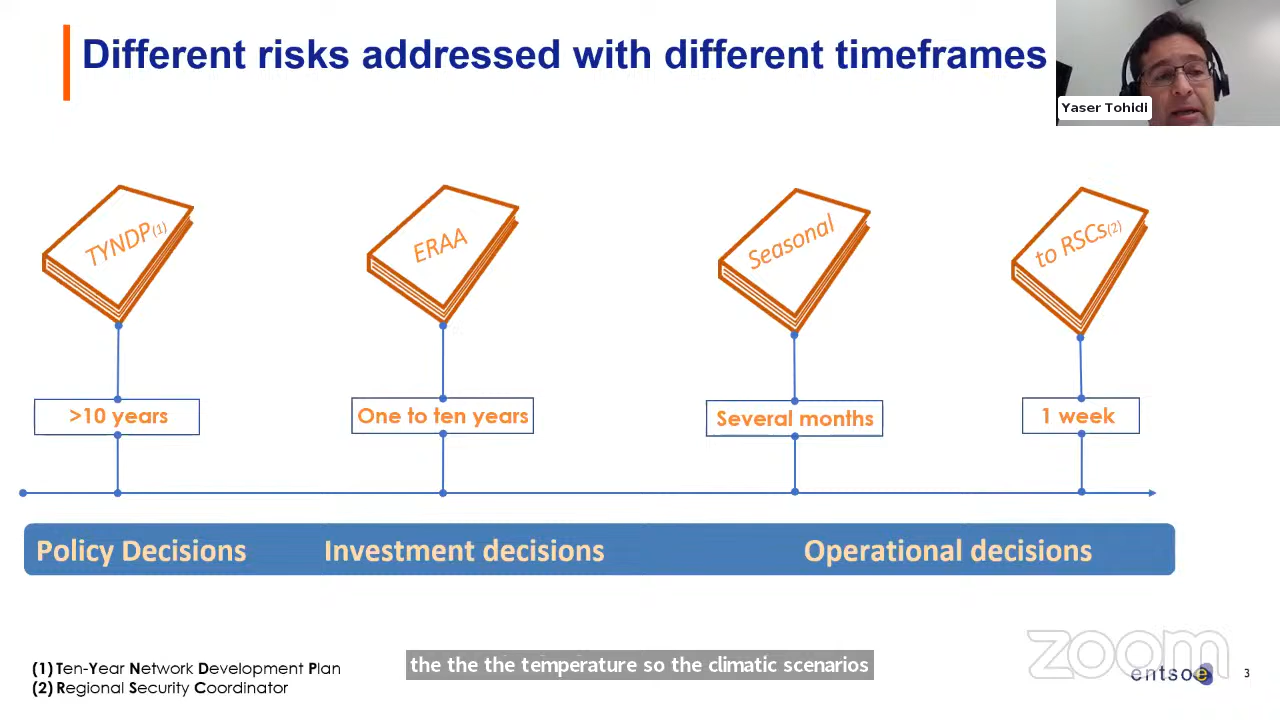 Different risks addressed with different timeframes
Yaser Tohidi
TYNDP(1)
ERAA
Seasonal
to RSCs(2)
>10 years
One to ten years
Several months
1 week
Policy Decisions
Investment decisions
Operational decisions
(1) Ten-Year Network Development Plan
(2) Regional Security Coordinator
the the the temperature so the climatic scenarios
zoom
entsoe
3